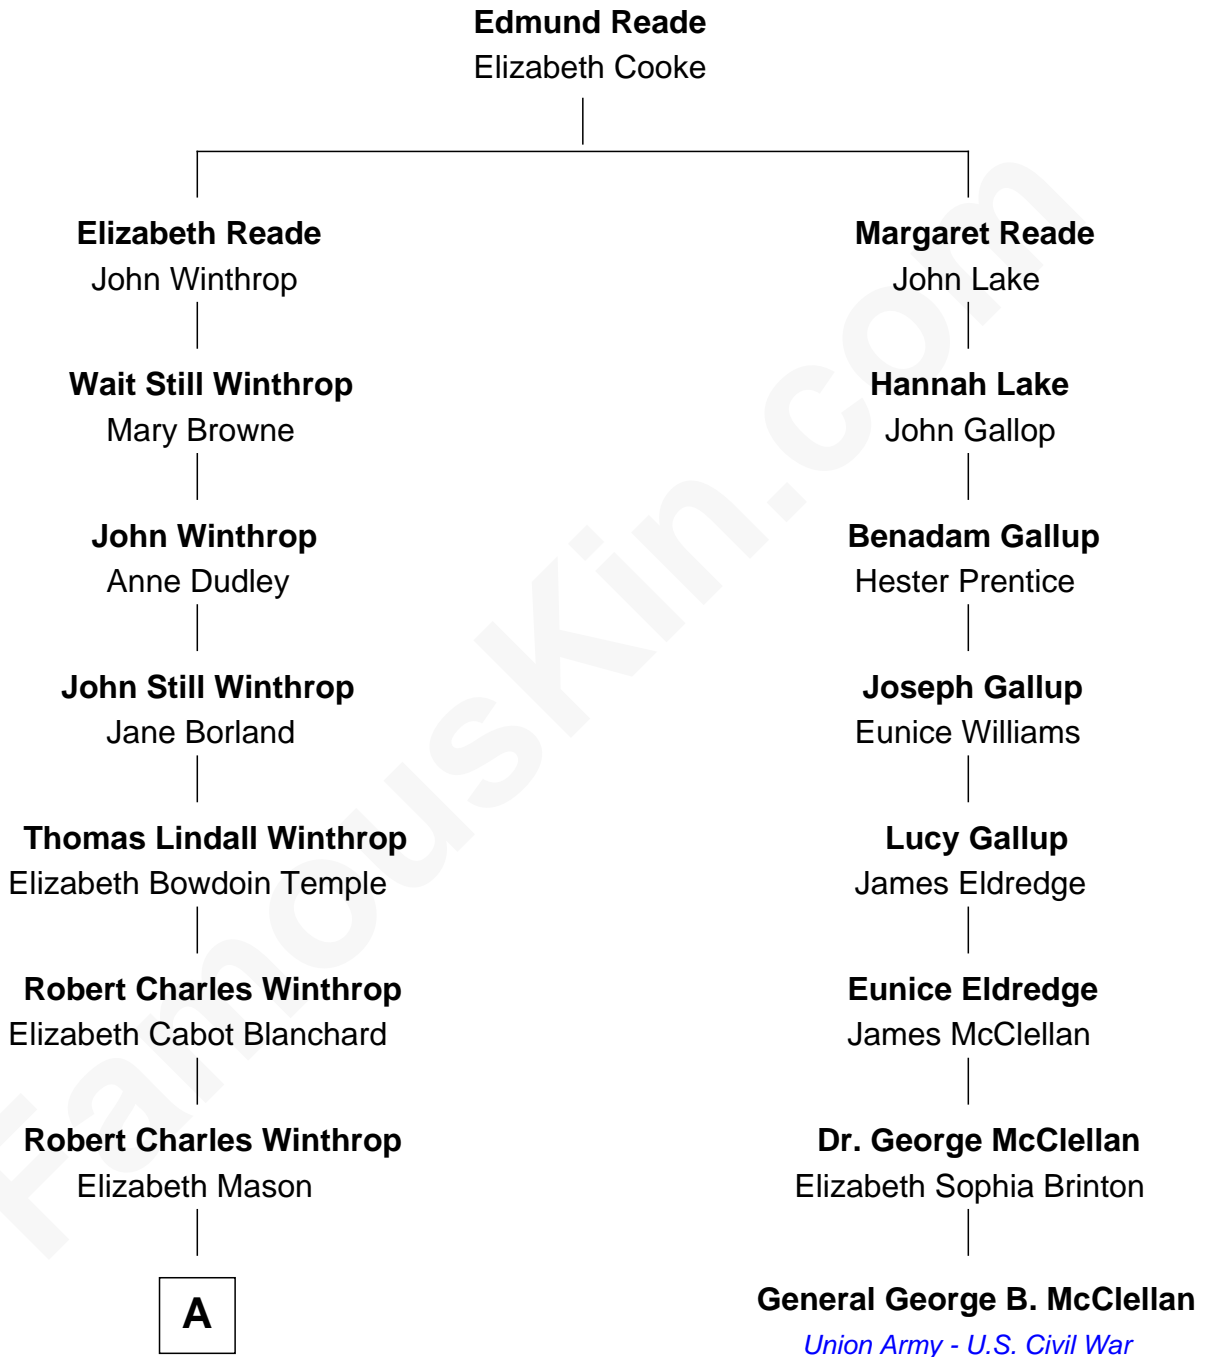 Edmund Reade
Elizabeth Cooke
Elizabeth Reade
John Winthrop
Margaret Reade
John Lake
Wait Still Winthrop
Mary Browne
Hannah Lake
John Gallop
John Winthrop
Anne Dudley
Benadam Gallup
Hester Prentice
John Still Winthrop
Jane Borland
Joseph Gallup
Eunice Williams
Thomas Lindall Winthrop
Elizabeth Bowdoin Temple
Lucy Gallup
James Eldredge
Robert Charles Winthrop
Elizabeth Cabot Blanchard
Eunice Eldredge
James McClellan
Robert Charles Winthrop
Elizabeth Mason
Dr. George McClellan
Elizabeth Sophia Brinton
A
General George B. McClellan
Union Army - U.S. Civil War
FamousKin.com